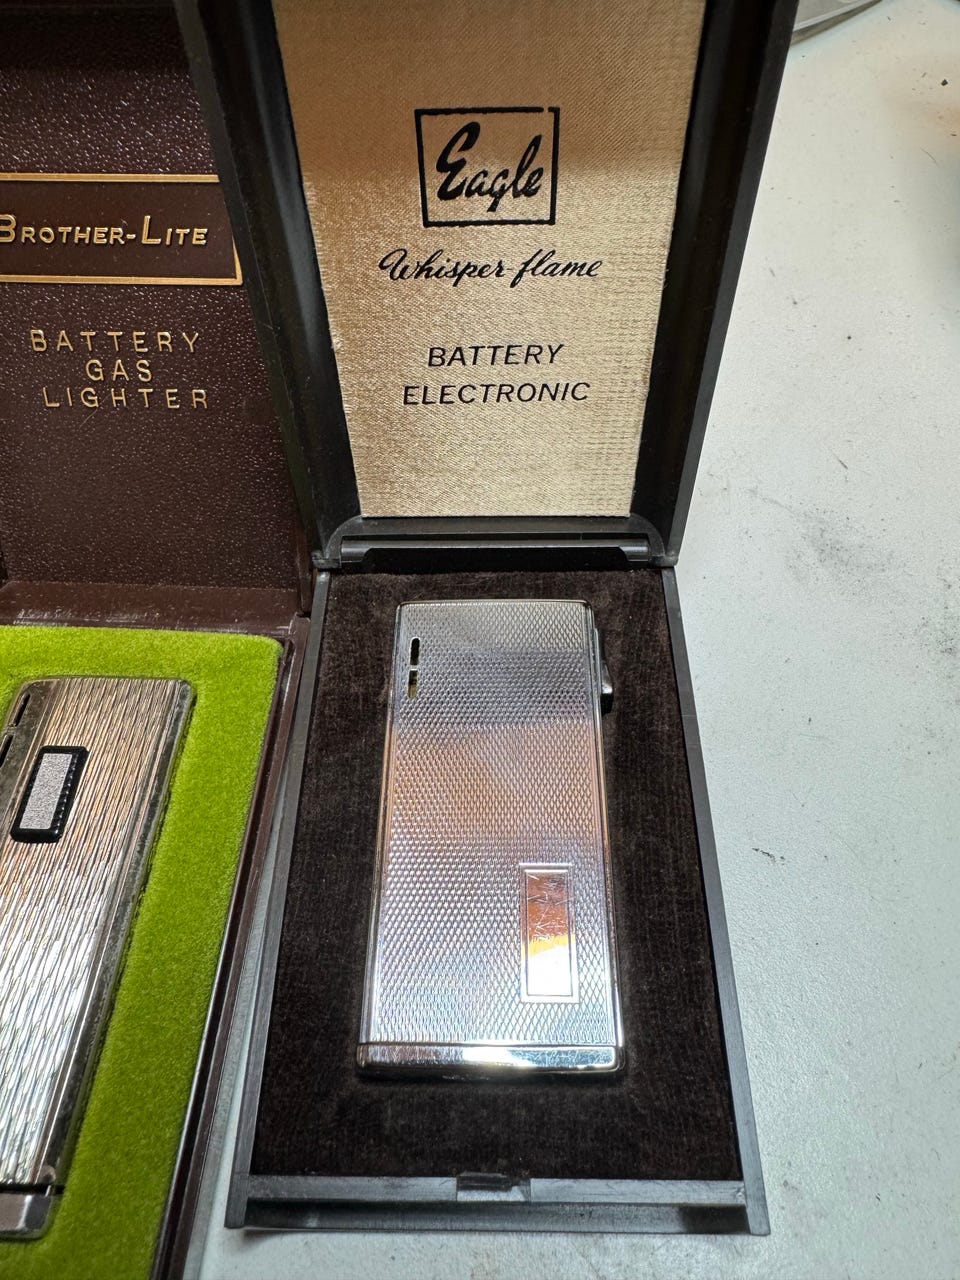 BROTHER-LITE
BATTERY
GAS
LIGHTER
Eagle
Whisper-flame
BATTERY
ELECTRONIC